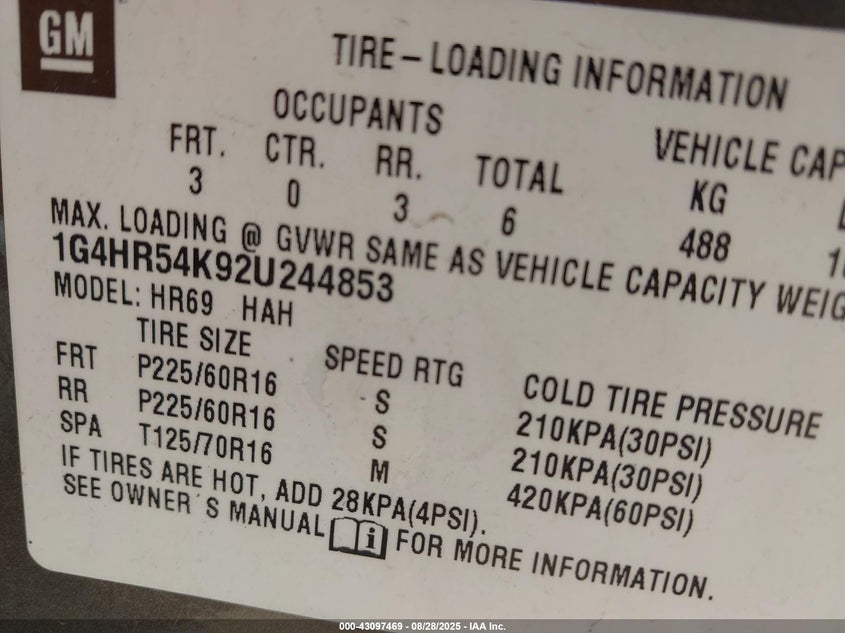 GM
TIRE – LOADING INFORMATION
OCCUPANTS VEHICLE CAP
FRT. CTR. RR. TOTAL KG
3 0 3 6 488
MAX. LOADING @ GVWR SAME AS VEHICLE CAPACITY WEIG
1G4HR54K92U244853
MODEL: HR69 HAH
TIRE SIZE SPEED RTG COLD TIRE PRESSURE
FRT P225/60R16 S 210KPA(30PSI)
RR P225/60R16 S 210KPA(30PSI)
SPA T125/70R16 M 420KPA(60PSI)
IF TIRES ARE HOT, ADD 28KPA(4PSI).
SEE OWNER´S MANUAL i FOR MORE INFORMATION.
000-43097469 - 08/28/2025 - IAA Inc.